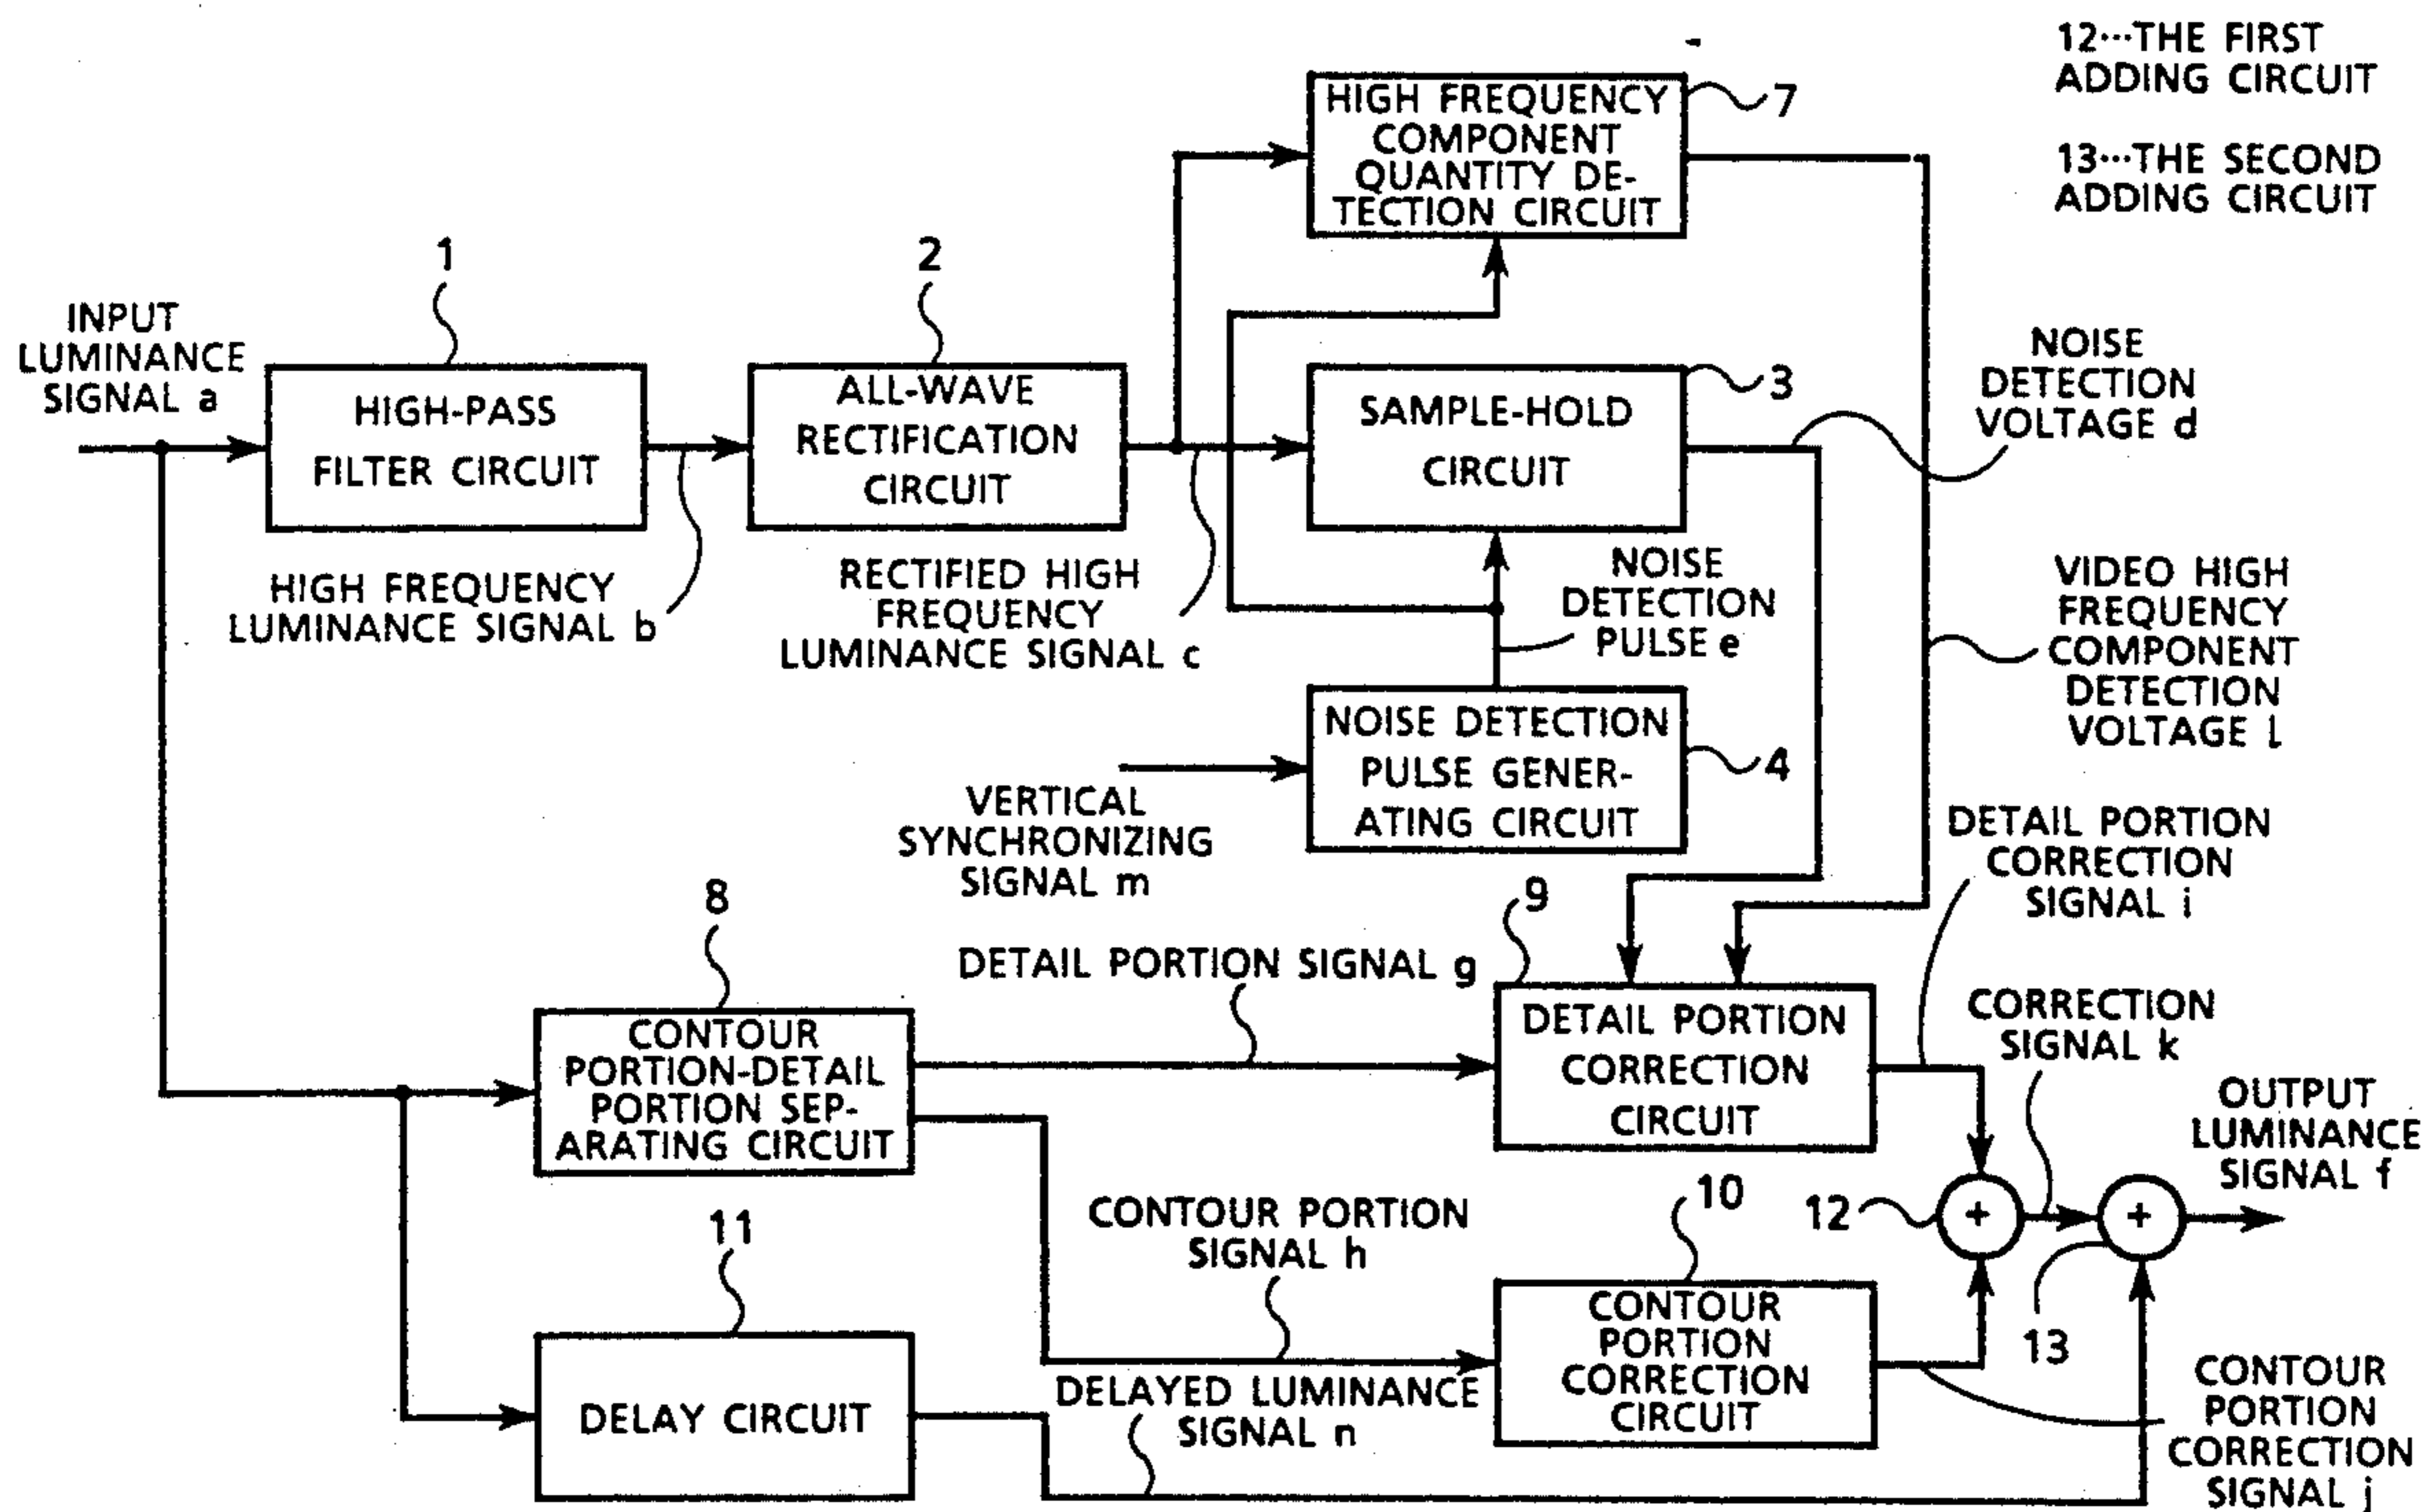 12···THE FIRST
ADDING CIRCUIT
13···THE SECOND
ADDING CIRCUIT
HIGH FREQUENCY
COMPONENT
QUANTITY DE-
TECTION CIRCUIT
7
1
2
INPUT
LUMINANCE
SIGNAL a
HIGH-PASS
FILTER CIRCUIT
ALL-WAVE
RECTIFICATION
CIRCUIT
SAMPLE-HOLD
CIRCUIT
3
NOISE
DETECTION
VOLTAGE d
HIGH FREQUENCY
LUMINANCE SIGNAL b
RECTIFIED HIGH
FREQUENCY
LUMINANCE SIGNAL c
NOISE
DETECTION
PULSE e
VIDEO HIGH
FREQUENCY
COMPONENT
DETECTION
VOLTAGE l
NOISE DETECTION
PULSE GENER-
ATING CIRCUIT
4
VERTICAL
SYNCHRONIZING
SIGNAL m
DETAIL PORTION
CORRECTION
SIGNAL i
8
DETAIL PORTION SIGNAL g
9
CONTOUR
PORTION-DETAIL
PORTION SEP-
ARATING CIRCUIT
DETAIL PORTION
CORRECTION
CIRCUIT
CORRECTION
SIGNAL k
OUTPUT
LUMINANCE
SIGNAL f
11
CONTOUR PORTION
SIGNAL h
10
12
+
+
13
DELAY CIRCUIT
DELAYED LUMINANCE
SIGNAL n
CONTOUR
PORTION
CORRECTION
CIRCUIT
CONTOUR
PORTION
CORRECTION
SIGNAL j